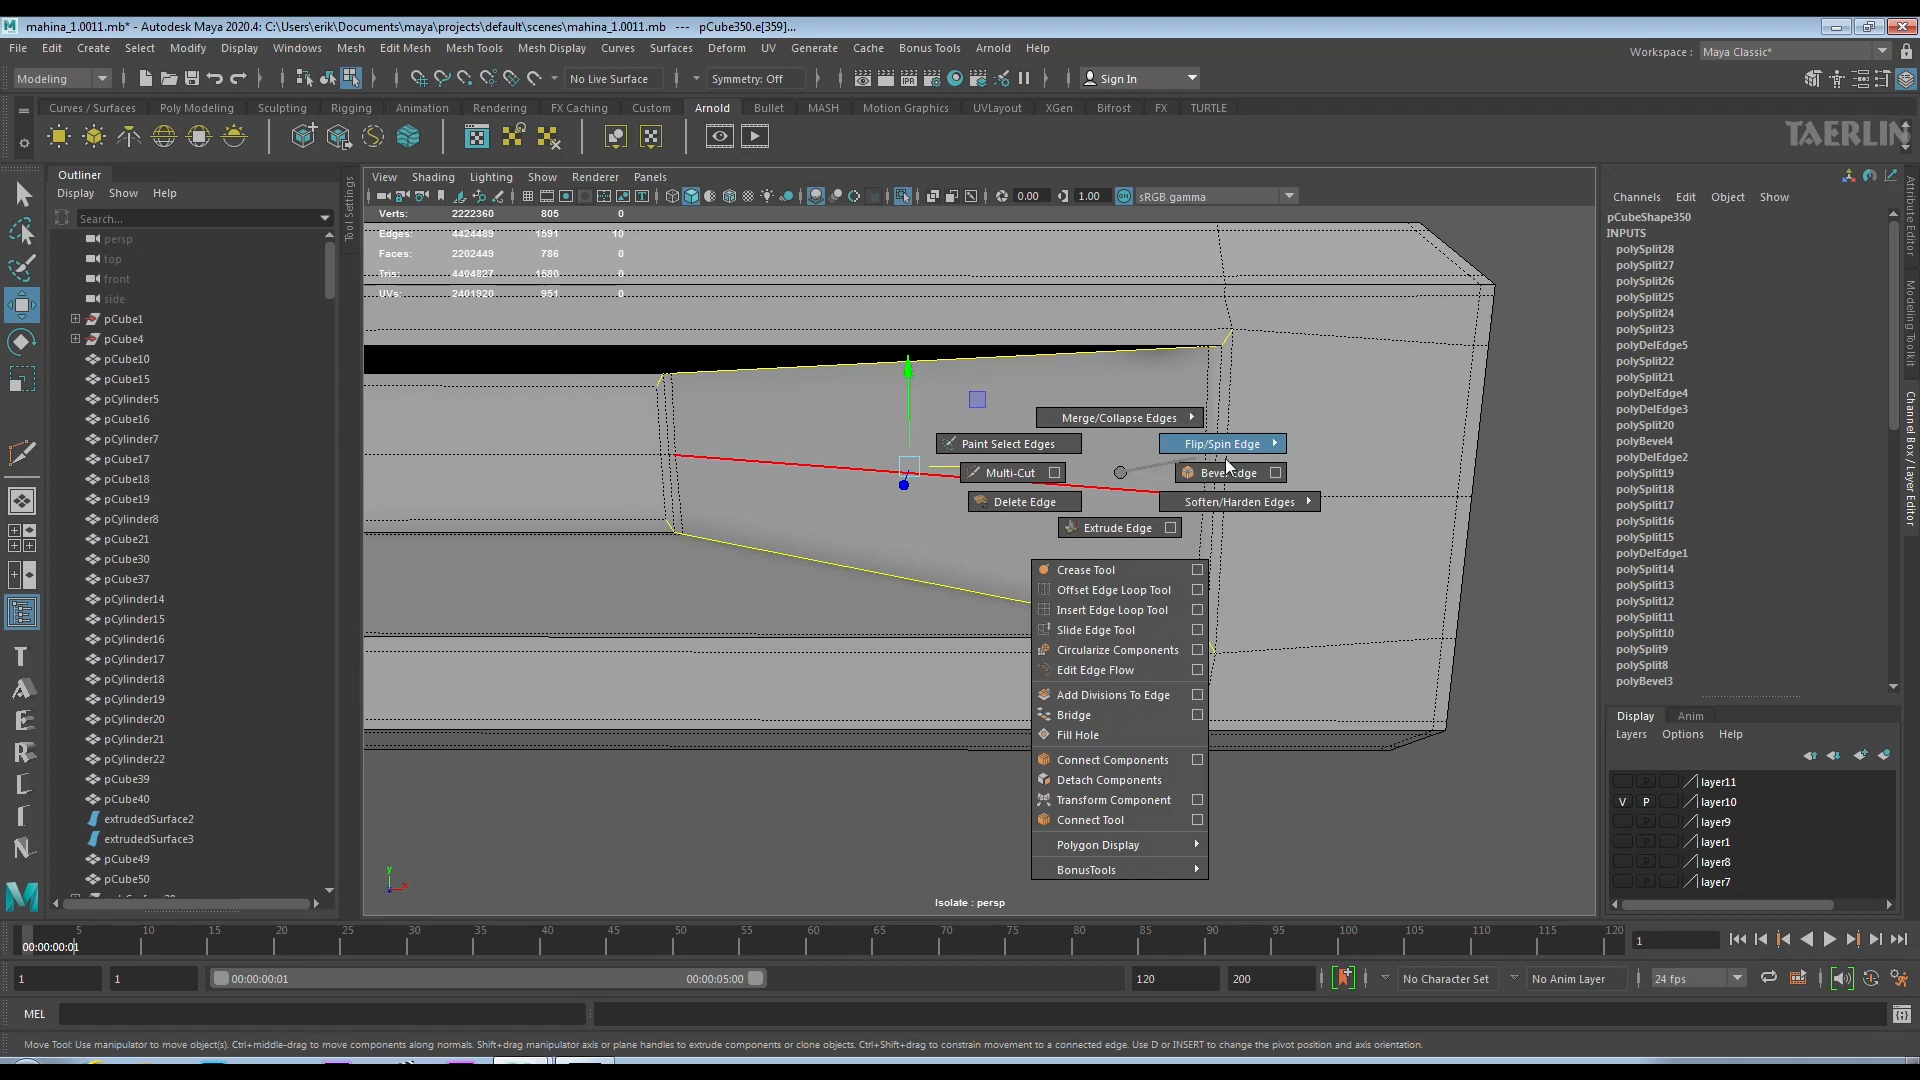 mahina_1.0011.mb* - Autodesk Maya 2020.4: C:\Users\erik\Documents\maya\projects\default\scenes\mahina_1.0011.mb   ---   pCube350.e[359]...
File Edit Create Select Modify Display Windows Mesh Edit Mesh Mesh Tools Mesh Display Curves Surfaces Deform UV Generate Cache Bonus Tools Arnold Help
Workspace : Maya Classic*
Modeling No Live Surface Symmetry: Off IPR Sign In
Curves / Surfaces Poly Modeling Sculpting Rigging Animation Rendering FX Caching Custom Arnold Bullet MASH Motion Graphics UVLayout XGen Bifrost FX TURTLE
TAERLIN
Outliner
Display Show Help
Search...
persp
top
front
side
pCube1
pCube4
pCube10
pCube15
pCylinder5
pCube16
pCylinder7
pCube17
pCube18
pCube19
pCylinder8
pCube21
pCube30
pCube37
pCylinder14
pCylinder15
pCylinder16
pCylinder17
pCylinder18
pCylinder19
pCylinder20
pCylinder21
pCylinder22
pCube39
pCube40
extrudedSurface2
extrudedSurface3
pCube49
pCube50
Tool Settings
View Shading Lighting Show Renderer Panels
0.00 1.00 sRGB gamma
Verts: 2222360 805 0
Edges: 4424489 1591 10
Faces: 2202449 786 0
Tris: 4404827 1580 0
UVs: 2401920 951 0
Merge/Collapse Edges
Paint Select Edges Flip/Spin Edge
Multi-Cut Bevel Edge
Delete Edge Soften/Harden Edges
Extrude Edge
Crease Tool
Offset Edge Loop Tool
Insert Edge Loop Tool
Slide Edge Tool
Circularize Components
Edit Edge Flow
Add Divisions To Edge
Bridge
Fill Hole
Connect Components
Detach Components
Transform Component
Connect Tool
Polygon Display
BonusTools
y
x
Isolate : persp
Channels Edit Object Show
pCubeShape350
INPUTS
polySplit28
polySplit27
polySplit26
polySplit25
polySplit24
polySplit23
polyDelEdge5
polySplit22
polySplit21
polyDelEdge4
polyDelEdge3
polySplit20
polyBevel4
polyDelEdge2
polySplit19
polySplit18
polySplit17
polySplit16
polySplit15
polyDelEdge1
polySplit14
polySplit13
polySplit12
polySplit11
polySplit10
polySplit9
polySplit8
polyBevel3
Display Anim
Layers Options Help
P layer11
V P layer10
P layer9
P layer1
P layer8
P layer7
Attribute Editor
Modeling Toolkit
Channel Box / Layer Editor
5 10 15 20 25 30 35 40 45 50 55 60 65 70 75 80 85 90 95 100 105 110 115 120
00:00:00:01
1
1 1 00:00:00:01 00:00:05:00 120 200 No Character Set No Anim Layer 24 fps
MEL
Move Tool: Use manipulator to move object(s). Ctrl+middle-drag to move components along normals. Shift+drag manipulator axis or plane handles to extrude components or clone objects. Ctrl+Shift+drag to constrain movement to a connected edge. Use D or INSERT to change the pivot position and axis orientation.